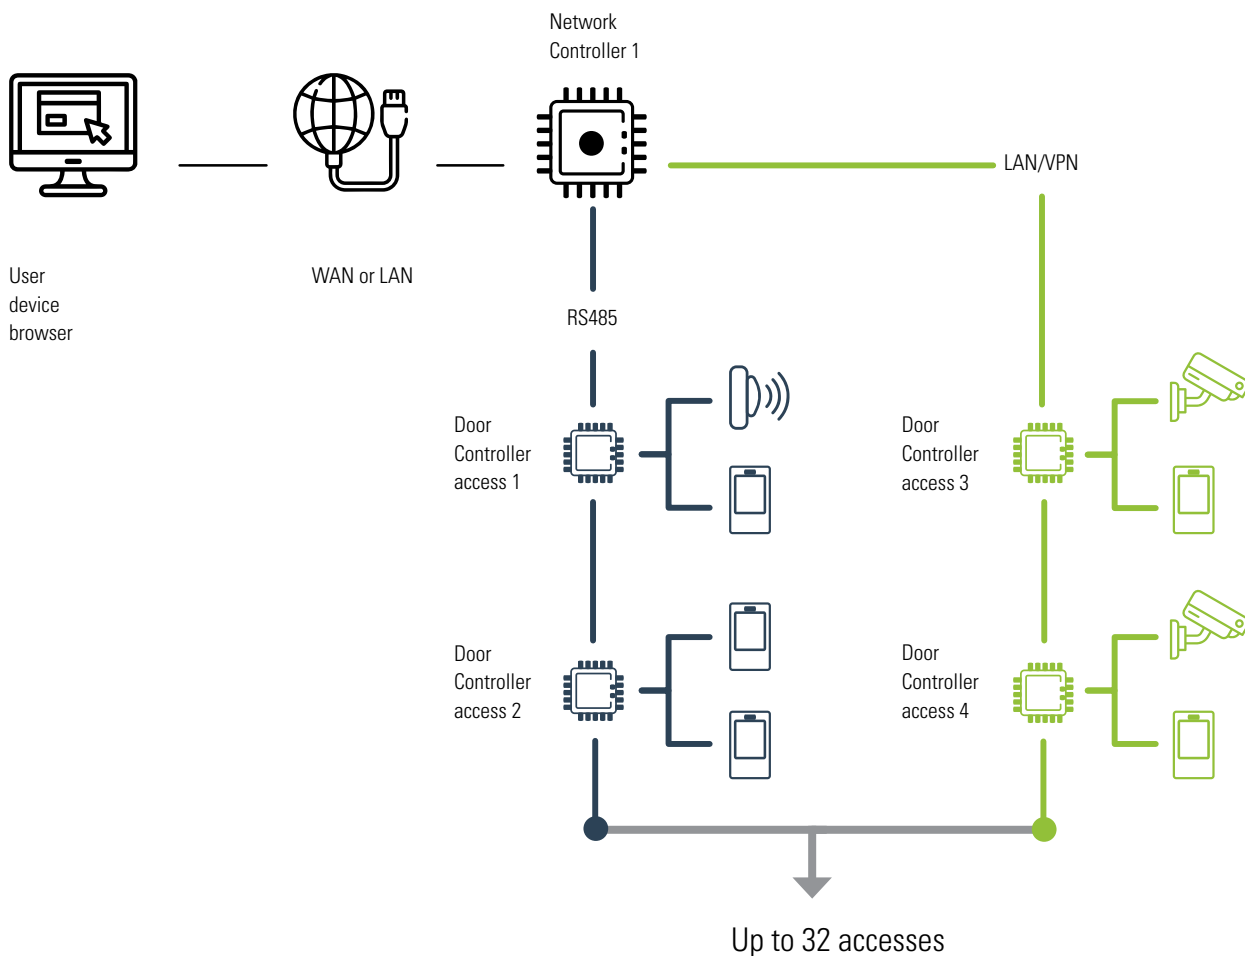 Network
Controller 1
LAN/VPN
User
device
browser
WAN or LAN
RS485
Door
Controller
access 1
Door
Controller
access 3
Door
Controller
access 2
Door
Controller
access 4
Up to 32 accesses